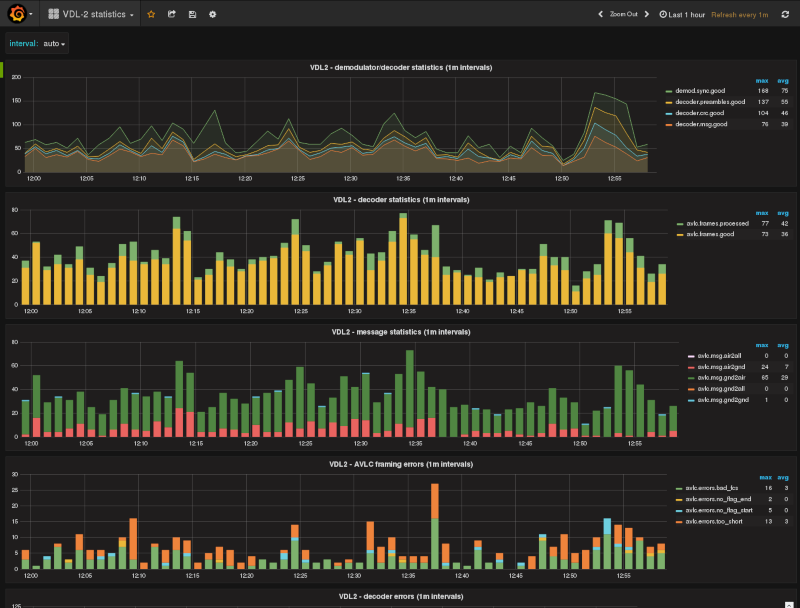 VDL-2 statistics
Zoom Out
Last 1 hour
Refresh every 1m
interval: auto
VDL2 - demodulator/decoder statistics (1m intervals)
200
150
100
50
0
12:00 12:05 12:10 12:15 12:20 12:25 12:30 12:35 12:40 12:45 12:50 12:55
max avg
demod.sync.good 168 75
decoder.preambles.good 137 55
decoder.crc.good 104 46
decoder.msg.good 76 39
VDL2 - decoder statistics (1m intervals)
80
60
40
20
0
12:00 12:05 12:10 12:15 12:20 12:25 12:30 12:35 12:40 12:45 12:50 12:55
max avg
avlc.frames.processed 77 42
avlc.frames.good 73 36
VDL2 - message statistics (1m intervals)
80
60
40
20
0
12:00 12:05 12:10 12:15 12:20 12:25 12:30 12:35 12:40 12:45 12:50 12:55
max avg
avlc.msg.air2all 0 0
avlc.msg.air2gnd 24 7
avlc.msg.gnd2air 65 29
avlc.msg.gnd2all 0 0
avlc.msg.gnd2gnd 1 0
VDL2 - AVLC framing errors (1m intervals)
30
25
20
15
10
5
0
12:00 12:05 12:10 12:15 12:20 12:25 12:30 12:35 12:40 12:45 12:50 12:55
max avg
avlc.errors.bad_fcs 16 3
avlc.errors.no_flag_end 2 0
avlc.errors.no_flag_start 5 0
avlc.errors.too_short 13 3
VDL2 - decoder errors (1m intervals)
125